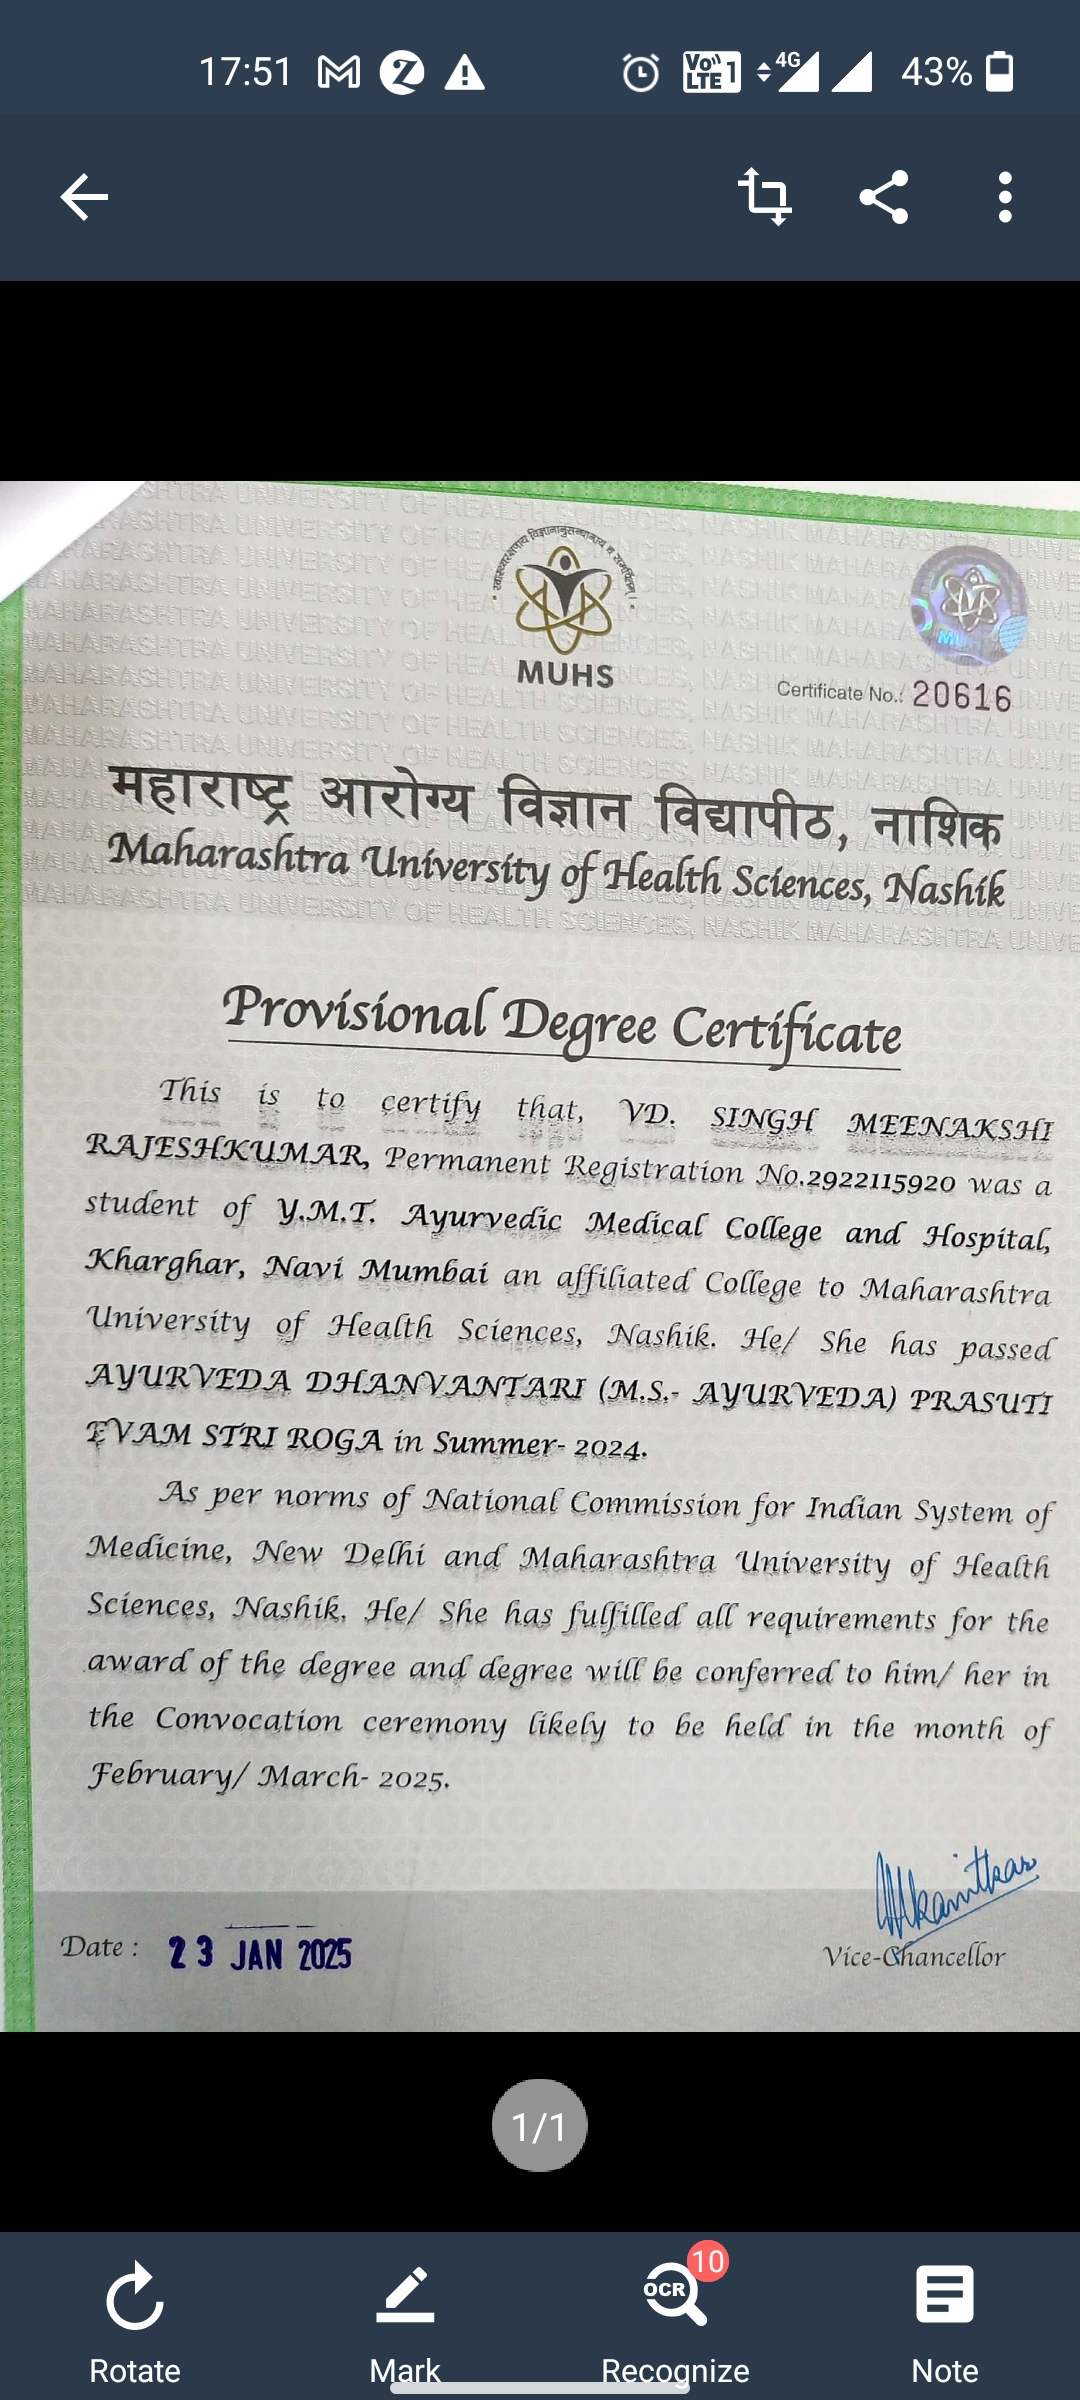 17:51
VoLTE 1 4G 43%
MUHS
Certificate No.: 20616
महाराष्ट्र आरोग्य विज्ञान विद्यापीठ, नाशिक
Maharashtra University of Health Sciences, Nashik
Provisional Degree Certificate
This is to certify that, VD. SINGH MEENAKSHI
RAJESHKUMAR, Permanent Registration No.2922115920 was a
student of Y.M.T. Ayurvedic Medical College and Hospital,
Kharghar, Navi Mumbai an affiliated College to Maharashtra
University of Health Sciences, Nashik. He/ She has passed
AYURVEDA DHANVANTARI (M.S.- AYURVEDA) PRASUTI
EVAM STRI ROGA in Summer- 2024.
As per norms of National Commission for Indian System of
Medicine, New Delhi and Maharashtra University of Health
Sciences, Nashik. He/ She has fulfilled all requirements for the
award of the degree and degree will be conferred to him/ her in
the Convocation ceremony likely to be held in the month of
February/ March- 2025.
Date : 23 JAN 2025
Vice-Chancellor
1/1
OCR 10
Rotate Mark Recognize Note